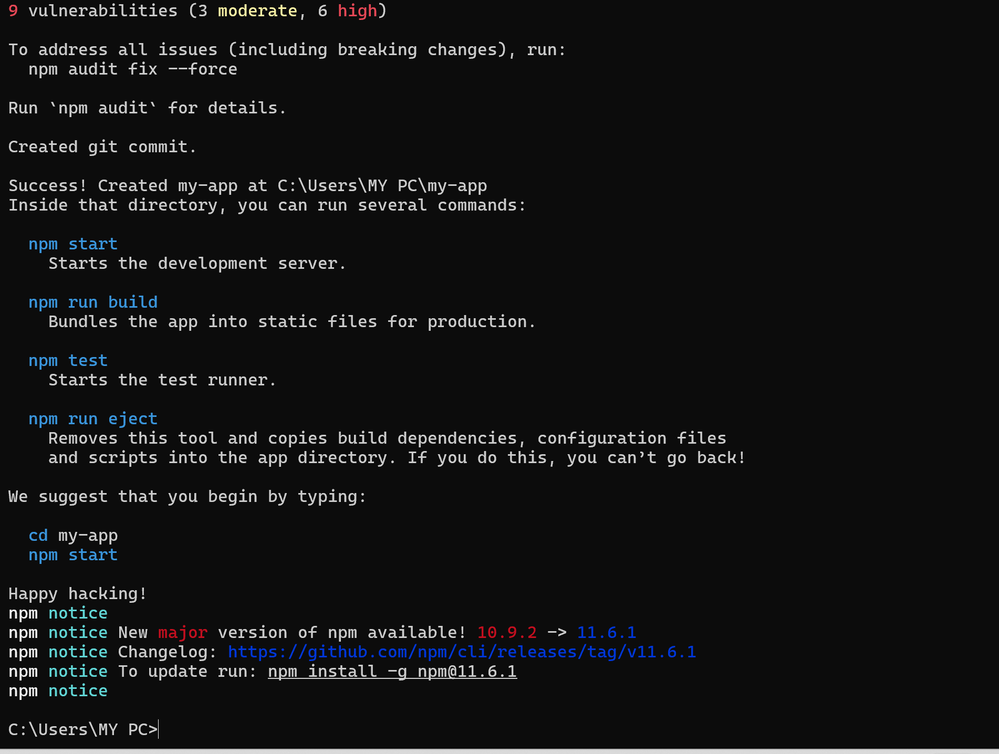 9 vulnerabilities (3 moderate, 6 high)
To address all issues (including breaking changes), run:
npm audit fix --force
Run `npm audit` for details.
Created git commit.
Success! Created my-app at C:\Users\MY PC\my-app
Inside that directory, you can run several commands:
npm start
Starts the development server.
npm run build
Bundles the app into static files for production.
npm test
Starts the test runner.
npm run eject
Removes this tool and copies build dependencies, configuration files
and scripts into the app directory. If you do this, you can’t go back!
We suggest that you begin by typing:
cd my-app
npm start
Happy hacking!
npm notice
npm notice New major version of npm available! 10.9.2 -> 11.6.1
npm notice Changelog: https://github.com/npm/cli/releases/tag/v11.6.1
npm notice To update run: npm install -g npm@11.6.1
npm notice
C:\Users\MY PC>